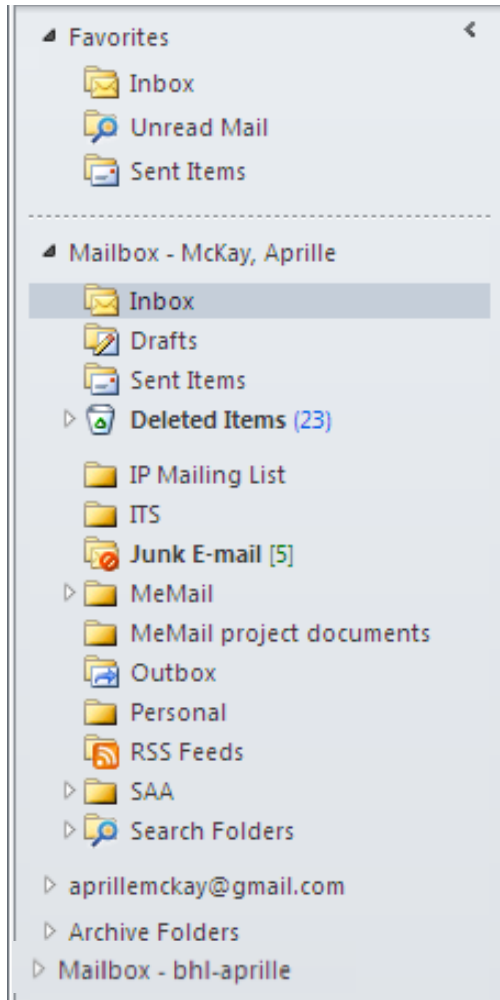 Favorites
Inbox
Unread Mail
Sent Items
Mailbox - McKay, Aprille
Inbox
Drafts
Sent Items
Deleted Items (23)
IP Mailing List
ITS
Junk E-mail [5]
MeMail
MeMail project documents
Outbox
Personal
RSS Feeds
SAA
Search Folders
aprillemckay@gmail.com
Archive Folders
Mailbox - bhl-aprille